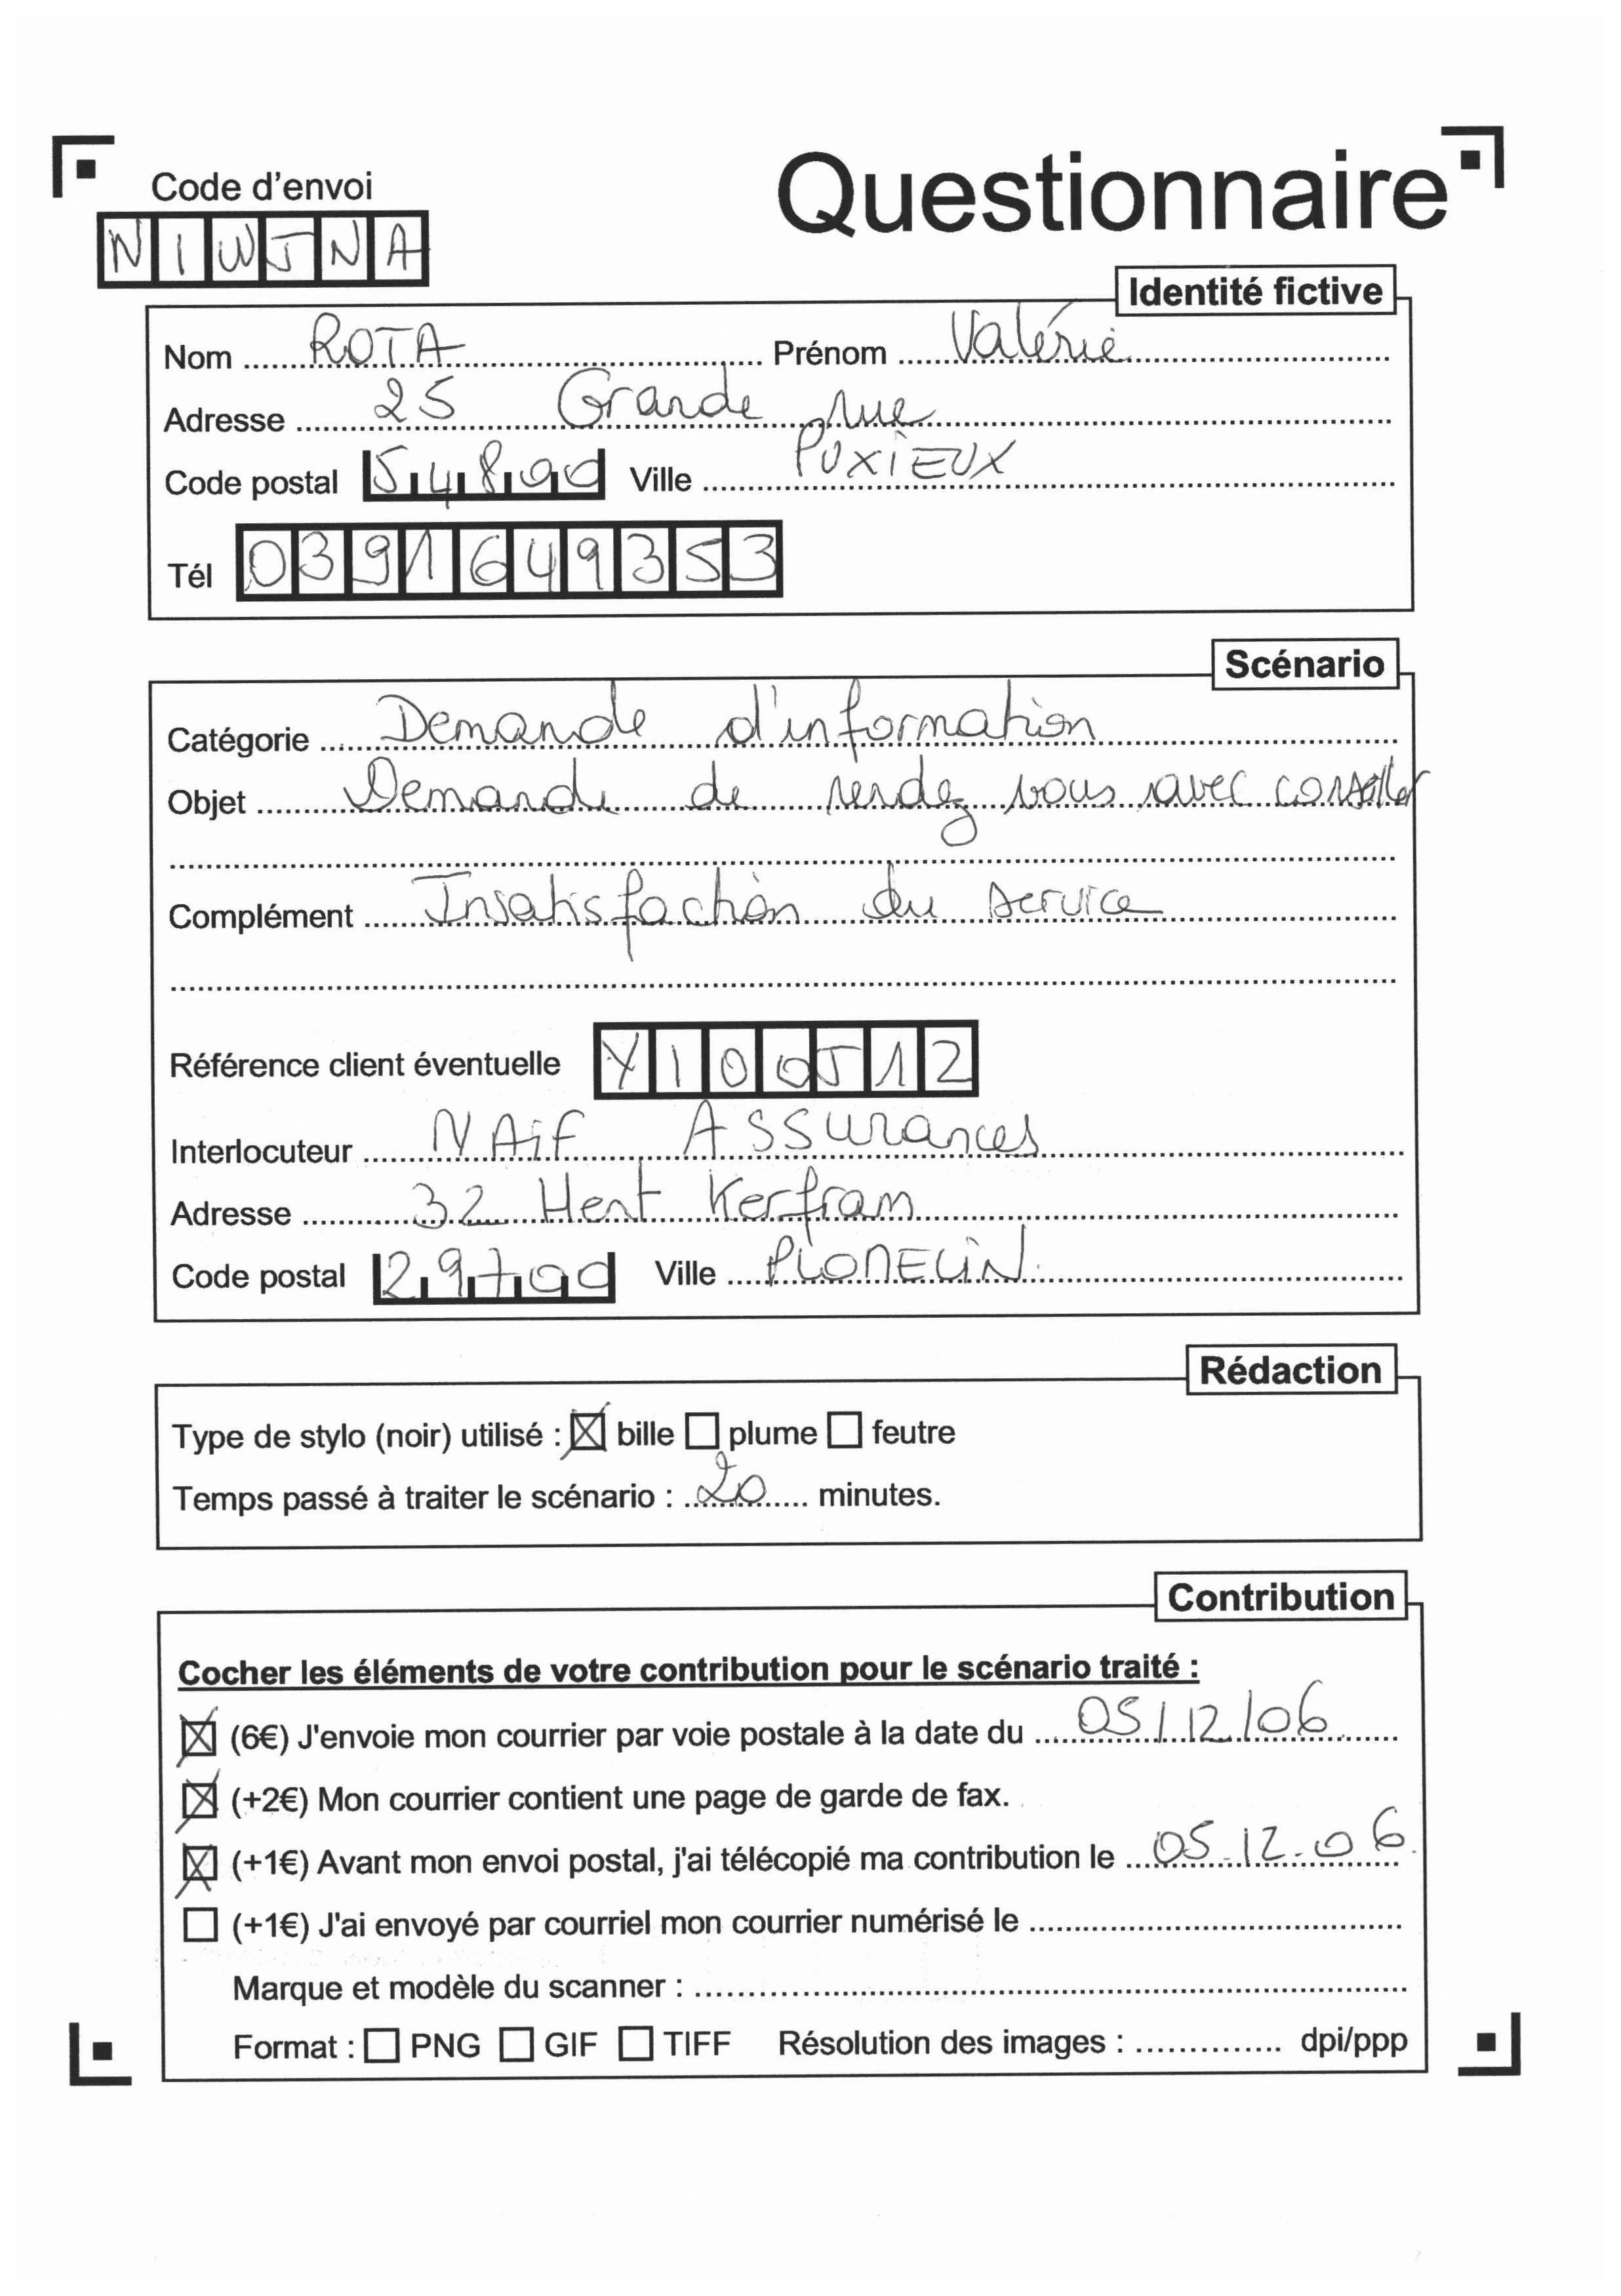 Code d'envoi
Questionnaire
NIWJNA
Identité fictive
Nom ROTA Prénom Valérie
Adresse 25 Grande rue
Code postal 54800 Ville PUXIEUX
Tél 0391649353
Scénario
Catégorie Demande d'information
Objet Demande de rendez vous avec conseiller
Complément Insatisfaction du service
Référence client éventuelle YI00J12
Interlocuteur NAiF Assurances
Adresse 32 Hent Kerfram
Code postal 29700 Ville PLOMELIN
Rédaction
Type de stylo (noir) utilisé : ☒ bille ☐ plume ☐ feutre
Temps passé à traiter le scénario : 20 minutes.
Contribution
Cocher les éléments de votre contribution pour le scénario traité :
☒ (6€) J'envoie mon courrier par voie postale à la date du 05/12/06
☒ (+2€) Mon courrier contient une page de garde de fax.
☒ (+1€) Avant mon envoi postal, j'ai télécopié ma contribution le 05.12.06.
☐ (+1€) J'ai envoyé par courriel mon courrier numérisé le
Marque et modèle du scanner :
Format : ☐ PNG ☐ GIF ☐ TIFF Résolution des images : dpi/ppp